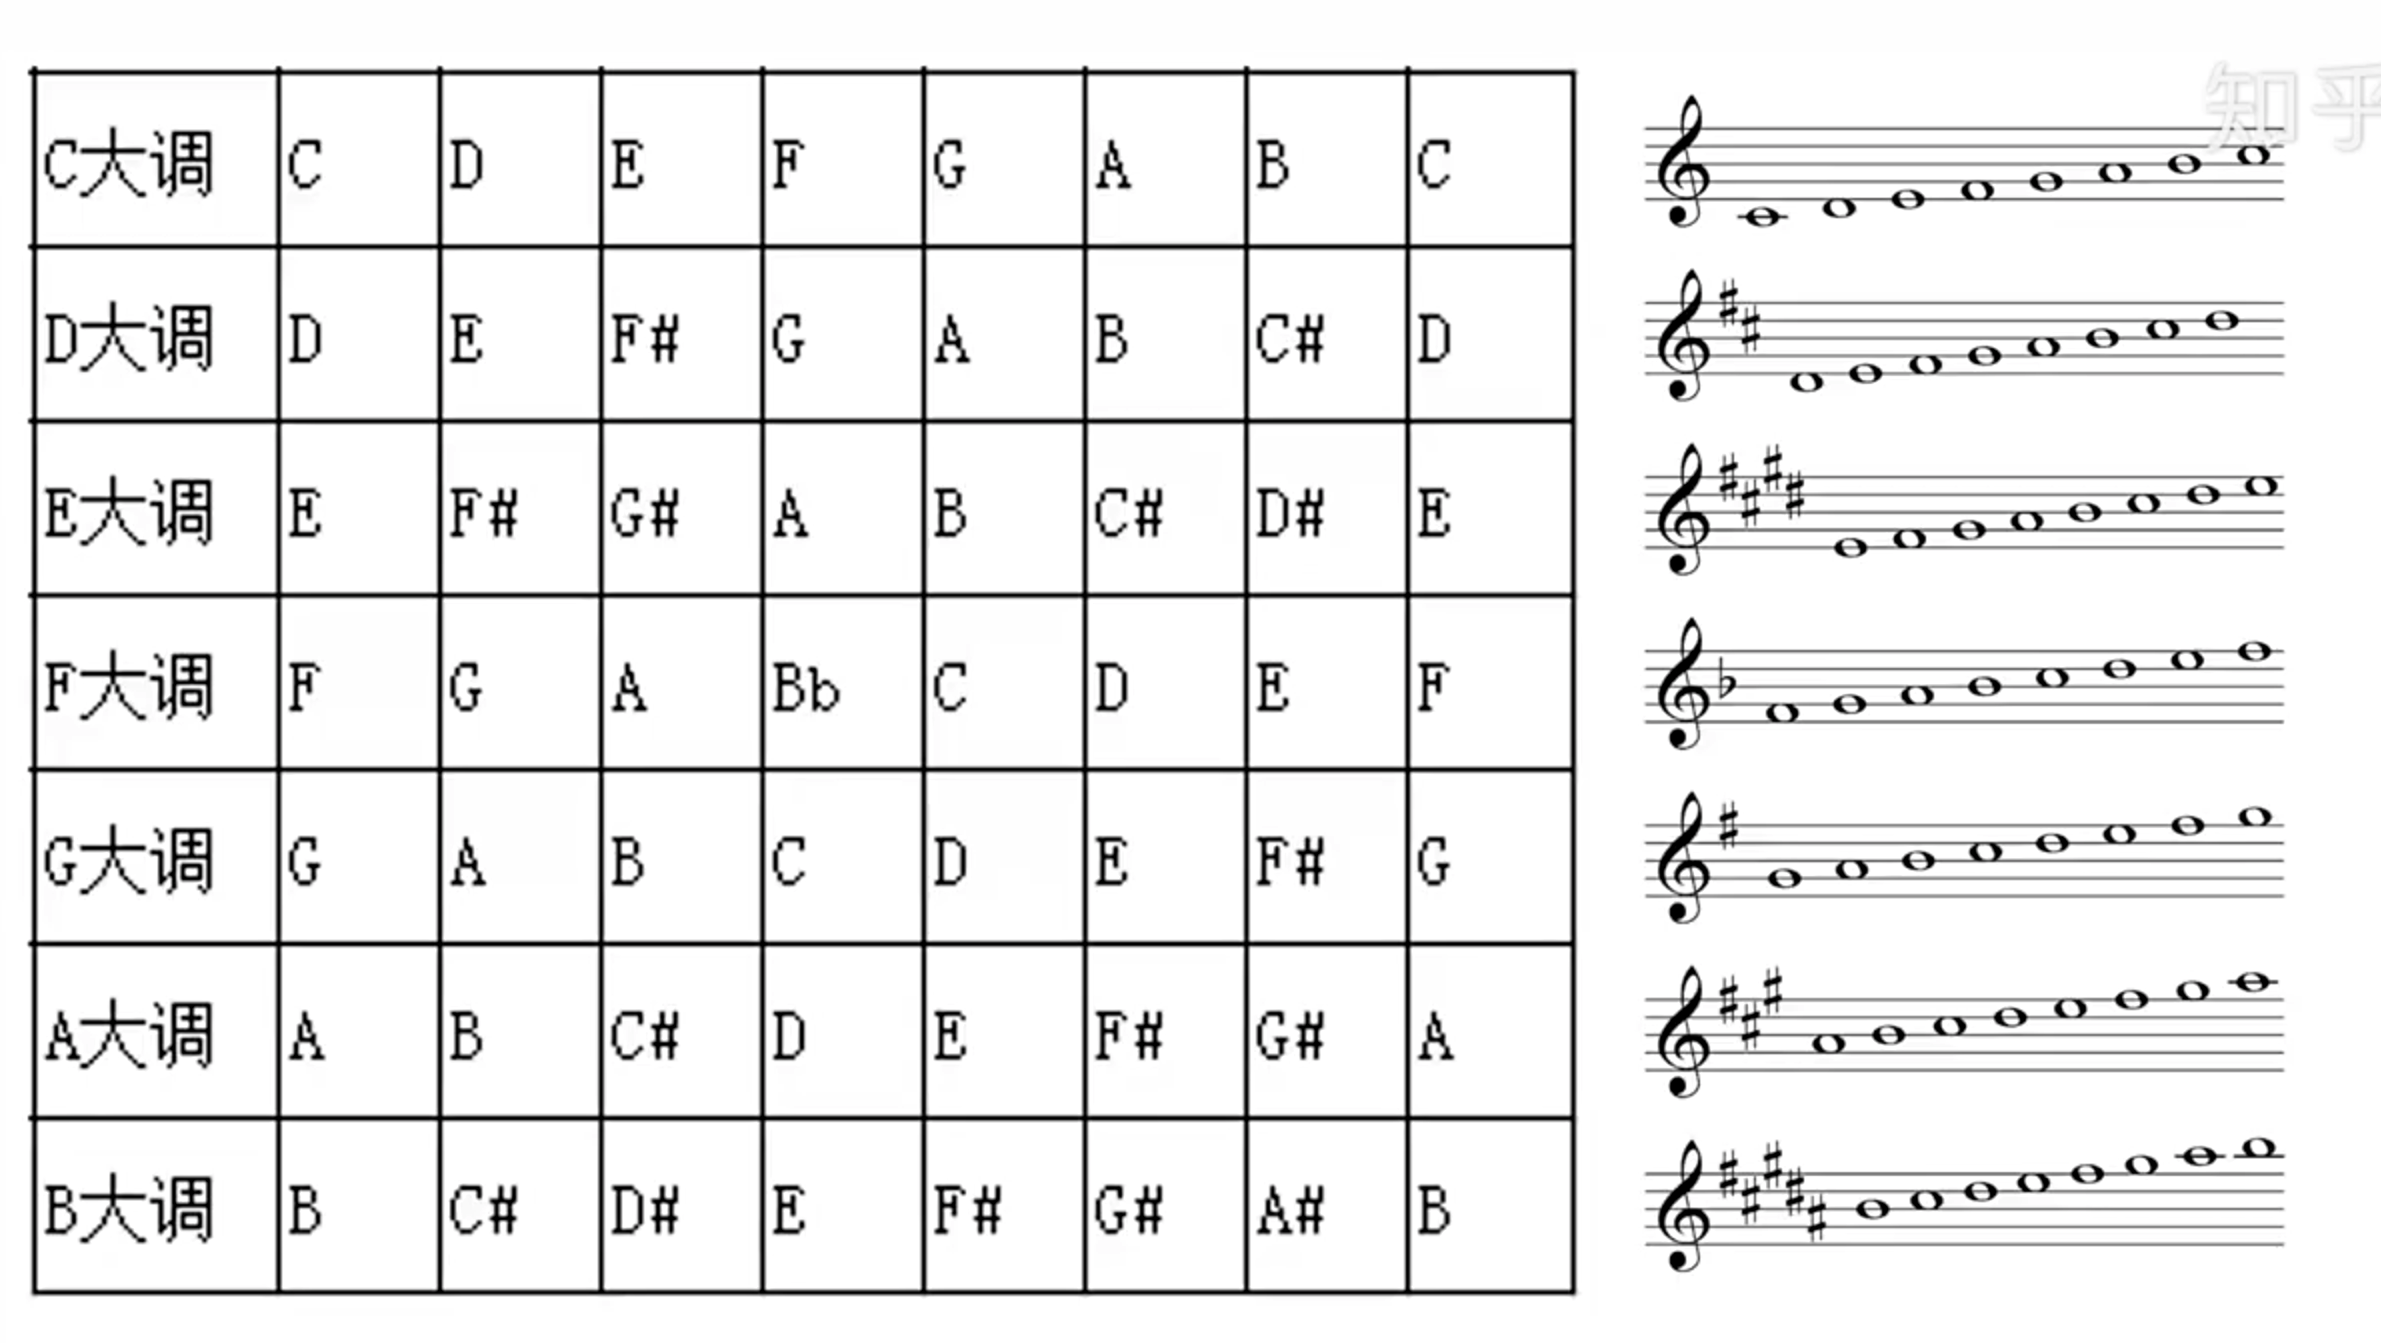 知乎
C大调 C D E F G A B C
D大调 D E F# G A B C# D
E大调 E F# G# A B C# D# E
F大调 F G A Bb C D E F
G大调 G A B C D E F# G
A大调 A B C# D E F# G# A
B大调 B C# D# E F# G# A# B